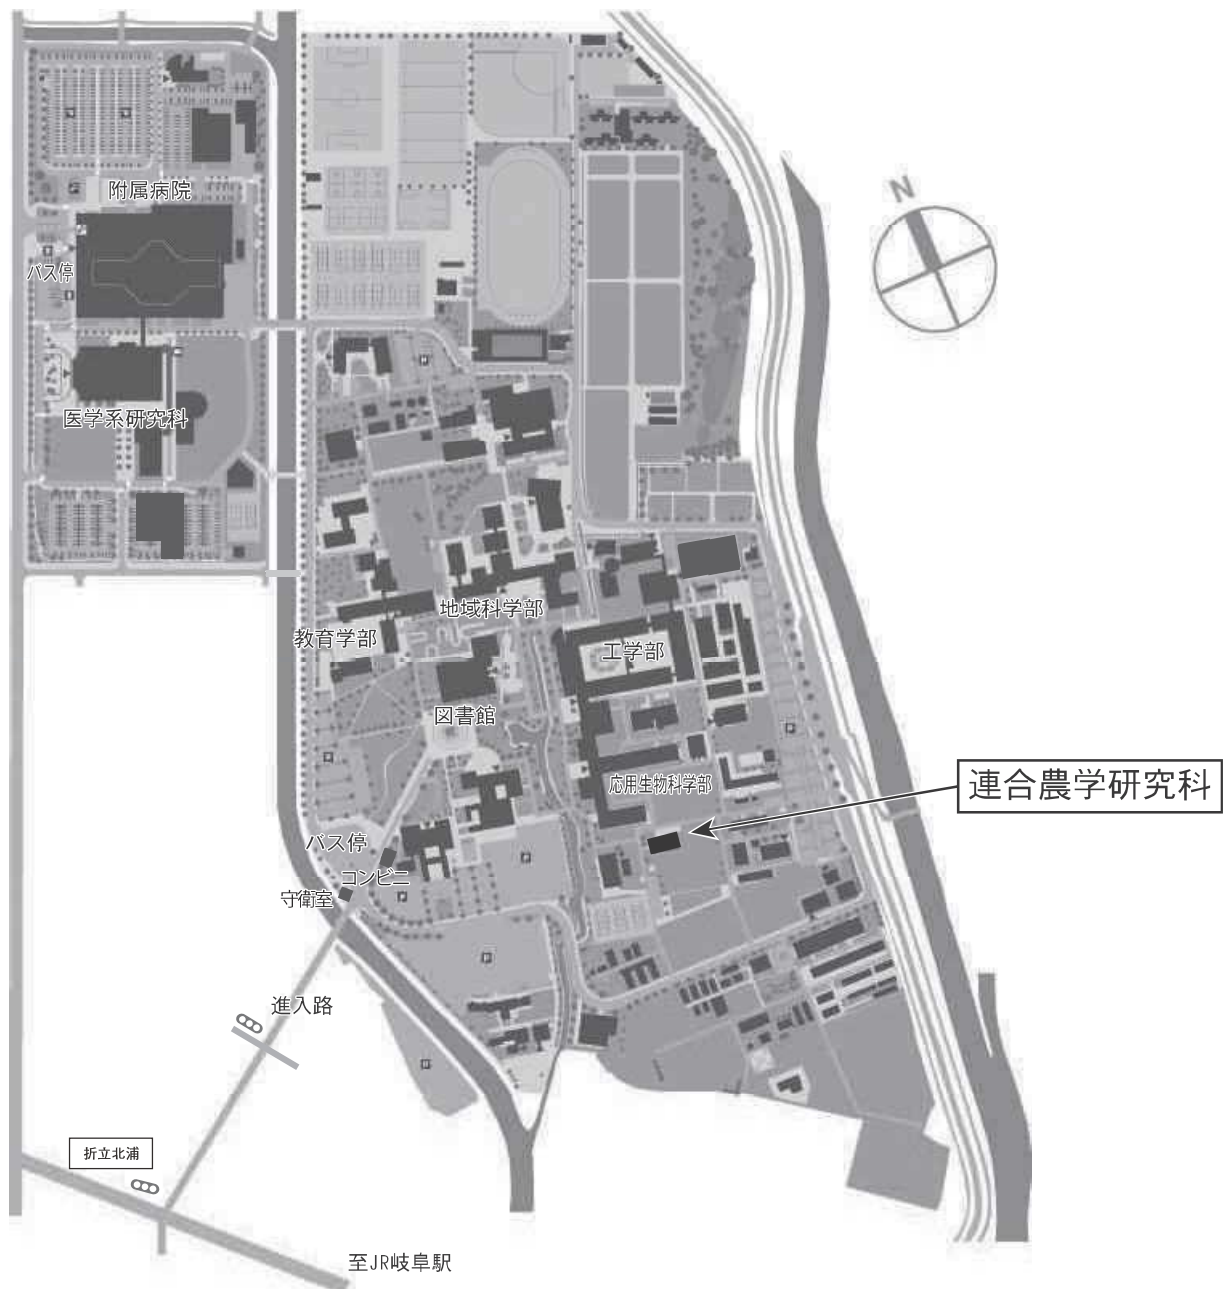 N
附属病院
バス停
医学系研究科
地域科学部
教育学部
工学部
図書館
応用生物科学部
連合農学研究科
バス停
コンビニ
守衛室
進入路
折立北浦
至JR岐阜駅